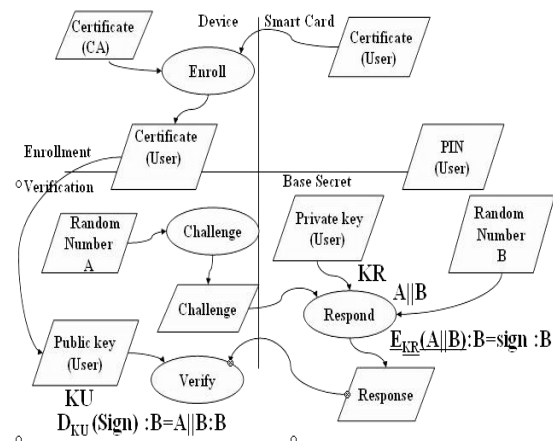 Device
Smart Card
Certificate
(CA)
Certificate
(User)
Enroll
Certificate
(User)
Enrollment
PIN
(User)
Verification
Base Secret
Random
Number
A
Challenge
Private key
(User)
Random
Number
B
KR
A||B
Challenge
Respond
E_KR(A||B):B=sign :B
Public key
(User)
Verify
Response
KU
D_KU(Sign) :B=A||B:B